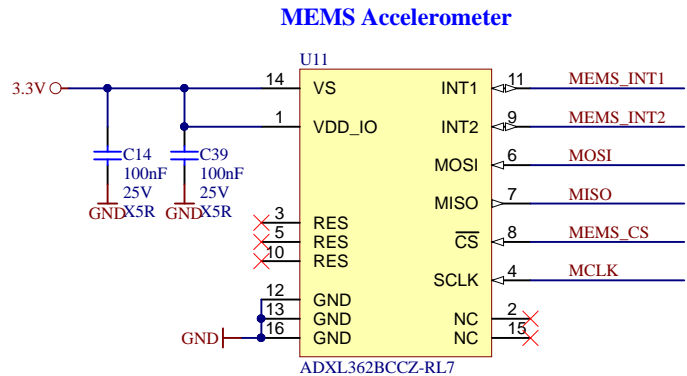 MEMS Accelerometer
U11
3.3V
14 VS INT1 11 MEMS_INT1
1 VDD_IO INT2 9 MEMS_INT2
C14 C39 MOSI 6 MOSI
100nF 100nF
25V 25V
X5R X5R
GND GND
MISO 7 MISO
3 RES
5 RES CS 8 MEMS_CS
10 RES
SCLK 4 MCLK
12 GND
13 GND NC 2
GND 16 GND NC 15
ADXL362BCCZ-RL7